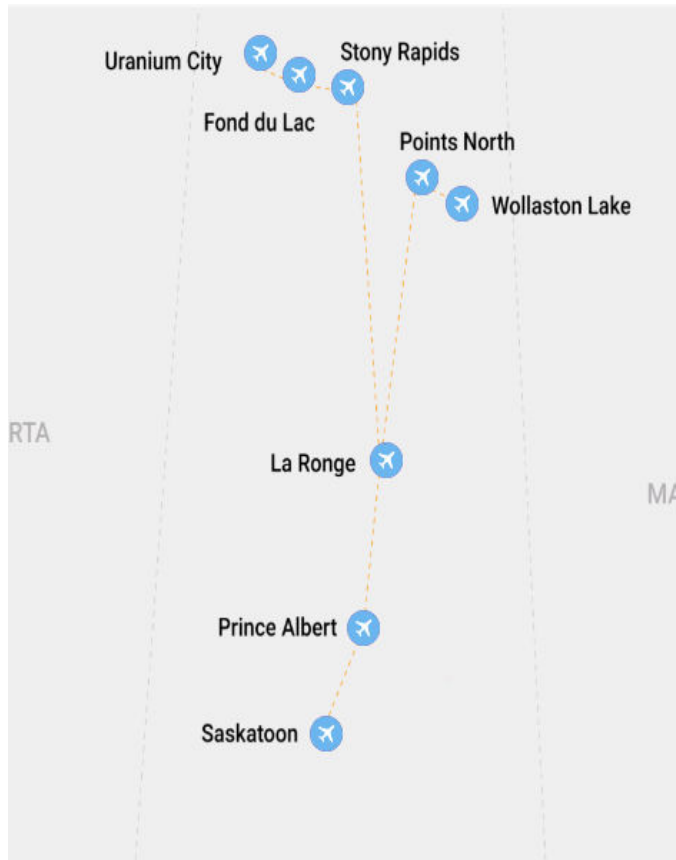 Uranium City
Stony Rapids
Fond du Lac
Points North
Wollaston Lake
RTA
La Ronge
MA
Prince Albert
Saskatoon